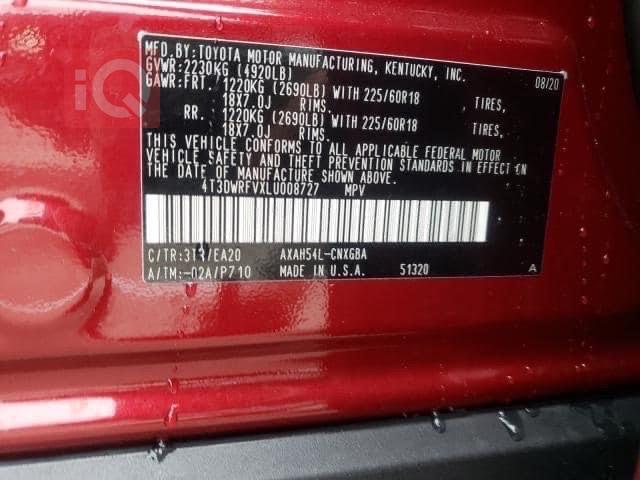 iQ
MFD.BY:TOYOTA MOTOR MANUFACTURING, KENTUCKY, INC.
GVWR:2230KG (4920LB) 08/20
GAWR:FRT. 1220KG (2690LB) WITH 225/60R18 TIRES,
18X7.0J RIMS.
RR. 1220KG (2690LB) WITH 225/60R18 TIRES,
18X7.0J RIMS.
THIS VEHICLE CONFORMS TO ALL APPLICABLE FEDERAL MOTOR
VEHICLE SAFETY AND THEFT PREVENTION STANDARDS IN EFFECT ON
THE DATE OF MANUFACTURE SHOWN ABOVE.
4T3DWRFVXLU008727 MPV
C/TR:3T3/EA20 AXAH54L-CNXGBA
A/TM:-02A/P710 MADE IN U.S.A. 51320 A